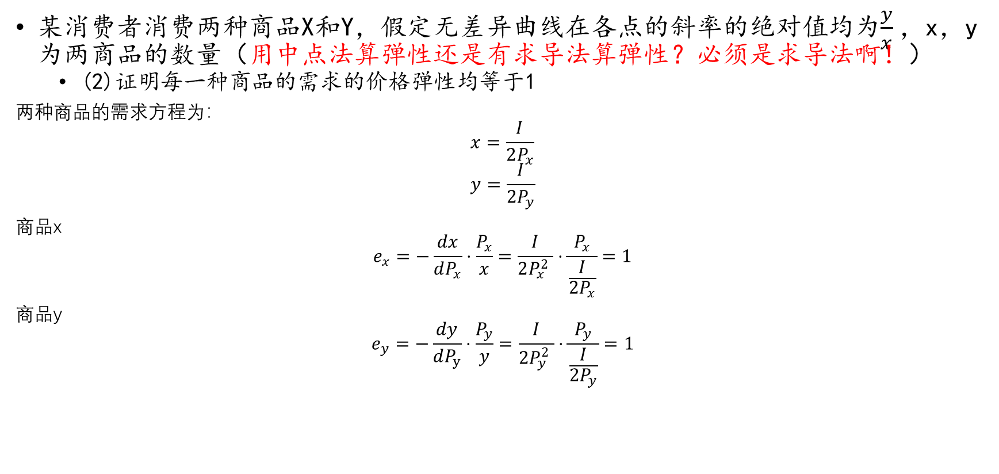 • 某消费者消费两种商品X和Y，假定无差异曲线在各点的斜率的绝对值均为$\frac{y}{x}$，x，y
为两商品的数量（用中点法算弹性还是有求导法算弹性？必须是求导法啊！）
• (2)证明每一种商品的需求的价格弹性均等于1
两种商品的需求方程为：
$x = \frac{I}{2P_x}$
$y = \frac{I}{2P_y}$
商品x
$e_x = -\frac{dx}{dP_x} \cdot \frac{P_x}{x} = \frac{I}{2P_x^2} \cdot \frac{P_x}{\frac{I}{2P_x}} = 1$
商品y
$e_y = -\frac{dy}{dP_y} \cdot \frac{P_y}{y} = \frac{I}{2P_y^2} \cdot \frac{P_y}{\frac{I}{2P_y}} = 1$